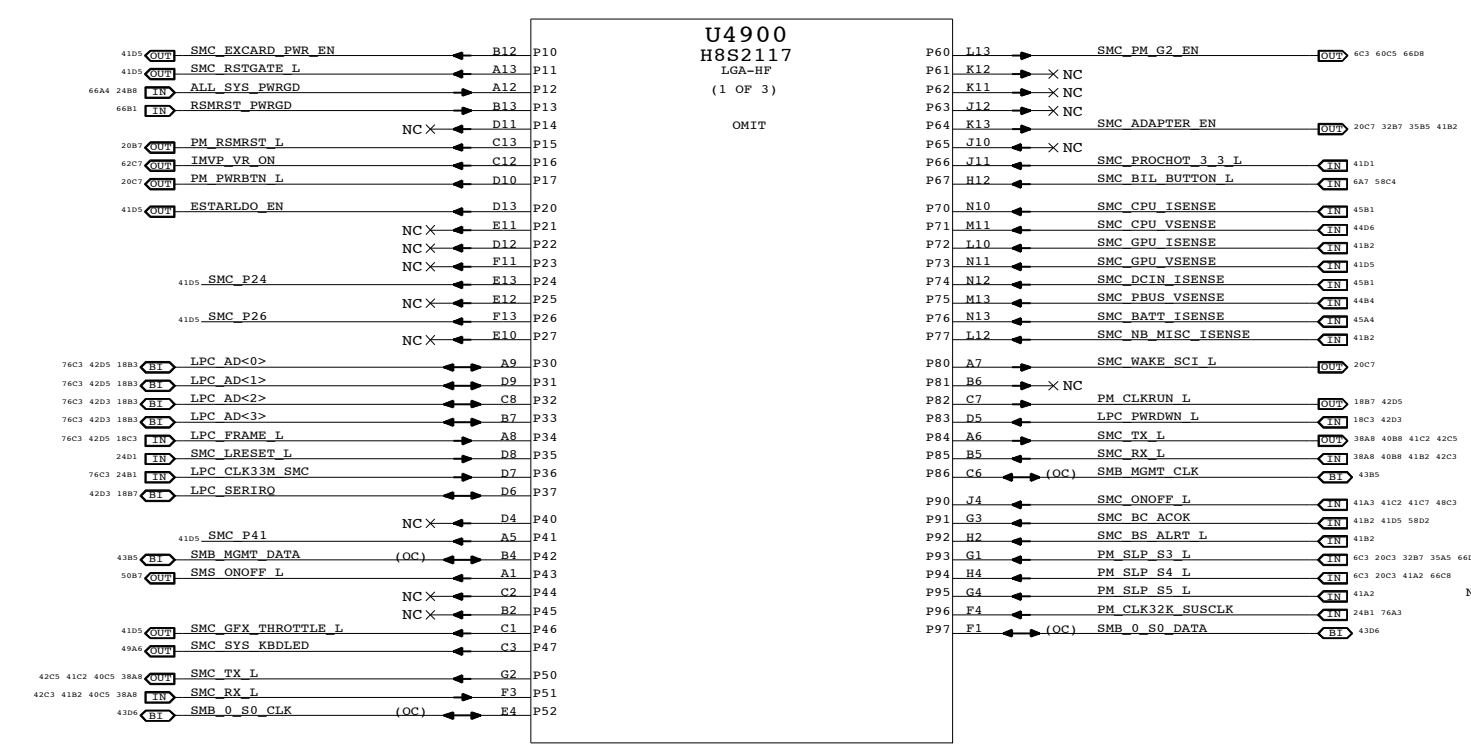 U4900
H8S2117
LGA-HF
(1 OF 3)
OMIT
41D5 OUT SMC_EXCARD_PWR_EN B12 P10
41D5 OUT SMC_RSTGATE_L A13 P11
66A4 24B8 IN ALL_SYS_PWRGD A12 P12
66B1 IN RSMRST_PWRGD B13 P13
NC D11 P14
20B7 OUT PM_RSMRST_L C13 P15
62C7 OUT IMVP_VR_ON C12 P16
20C7 OUT PM_PWRBTN_L D10 P17
41D5 OUT ESTARLDO_EN D13 P20
NC E11 P21
NC D12 P22
NC F11 P23
41D5 SMC_P24 E13 P24
NC E12 P25
41D5 SMC_P26 F13 P26
NC E10 P27
76C3 42D5 18B3 BI LPC_AD<0> A9 P30
76C3 42D5 18B3 BI LPC_AD<1> D9 P31
76C3 42D3 18B3 BI LPC_AD<2> C8 P32
76C3 42D3 18B3 BI LPC_AD<3> B7 P33
76C3 42D5 18C3 IN LPC_FRAME_L A8 P34
24D1 IN SMC_LRESET_L D8 P35
76C3 24B1 IN LPC_CLK33M_SMC D7 P36
42D3 18B7 BI LPC_SERIRQ D6 P37
NC D4 P40
41D5 SMC_P41 A5 P41
43B5 BI SMB_MGMT_DATA (OC) B4 P42
50B7 OUT SMS_ONOFF_L A1 P43
NC C2 P44
NC B2 P45
41D5 OUT SMC_GFX_THROTTLE_L C1 P46
49A6 OUT SMC_SYS_KBDLED C3 P47
42C5 41C2 40C5 38A8 OUT SMC_TX_L G2 P50
42C3 41B2 40C5 38A8 IN SMC_RX_L F3 P51
43D6 BI SMB_0_S0_CLK (OC) E4 P52
P60 L13 SMC_PM_G2_EN OUT 6C3 60C5 66D8
P61 K12 NC
P62 K11 NC
P63 J12 NC
P64 K13 SMC_ADAPTER_EN OUT 20C7 32B7 35B5 41B2
P65 J10 NC
P66 J11 SMC_PROCHOT_3_3_L IN 41D1
P67 H12 SMC_BIL_BUTTON_L IN 6A7 58C4
P70 N10 SMC_CPU_ISENSE IN 45B1
P71 M11 SMC_CPU_VSENSE IN 44D6
P72 L10 SMC_GPU_ISENSE IN 41B2
P73 N11 SMC_GPU_VSENSE IN 41D5
P74 N12 SMC_DCIN_ISENSE IN 45B1
P75 M13 SMC_PBUS_VSENSE IN 44B4
P76 N13 SMC_BATT_ISENSE IN 45A4
P77 L12 SMC_NB_MISC_ISENSE IN 41B2
P80 A7 SMC_WAKE_SCI_L OUT 20C7
P81 B6 NC
P82 C7 PM_CLKRUN_L OUT 18B7 42D5
P83 D5 LPC_PWRDWN_L IN 18C3 42D3
P84 A6 SMC_TX_L OUT 38A8 40B8 41C2 42C5
P85 B5 SMC_RX_L IN 38A8 40B8 41B2 42C3
P86 C6 (OC) SMB_MGMT_CLK BI 43B5
P90 J4 SMC_ONOFF_L IN 41A3 41C2 41C7 48C3
P91 G3 SMC_BC_ACOK IN 41B2 41D5 58D2
P92 H2 SMC_BS_ALRT_L IN 41B2
P93 G1 PM_SLP_S3_L IN 6C3 20C3 32B7 35A5
P94 H4 PM_SLP_S4_L IN 6C3 20C3 41A2 66C8
P95 G4 PM_SLP_S5_L IN 41A2
P96 F4 PM_CLK32K_SUSCLK IN 24B1 76A3
P97 F1 (OC) SMB_0_S0_DATA BI 43D6